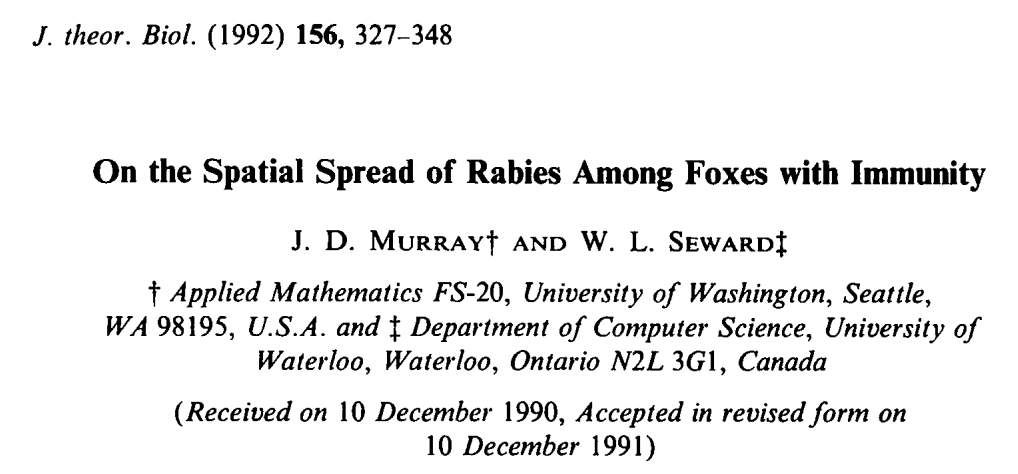 J. theor. Biol. (1992) 156, 327–348
On the Spatial Spread of Rabies Among Foxes with Immunity
J. D. MURRAY† AND W. L. SEWARD‡
† Applied Mathematics FS-20, University of Washington, Seattle,
WA 98195, U.S.A. and ‡ Department of Computer Science, University of
Waterloo, Waterloo, Ontario N2L 3G1, Canada
(Received on 10 December 1990, Accepted in revised form on
10 December 1991)